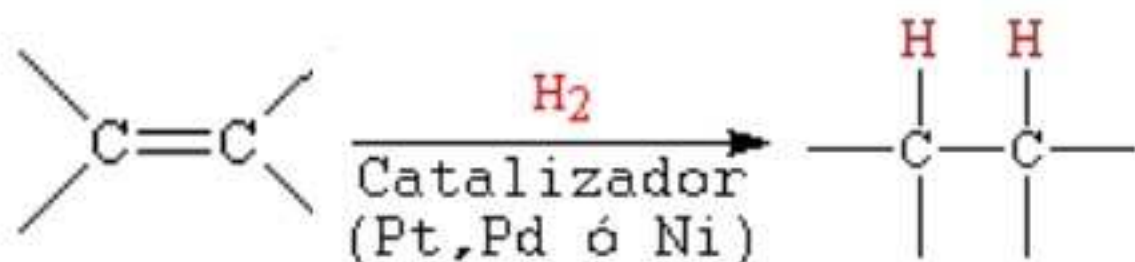 H H
H2
C=C
C C
Catalizador
(Pt,Pd ó Ni)